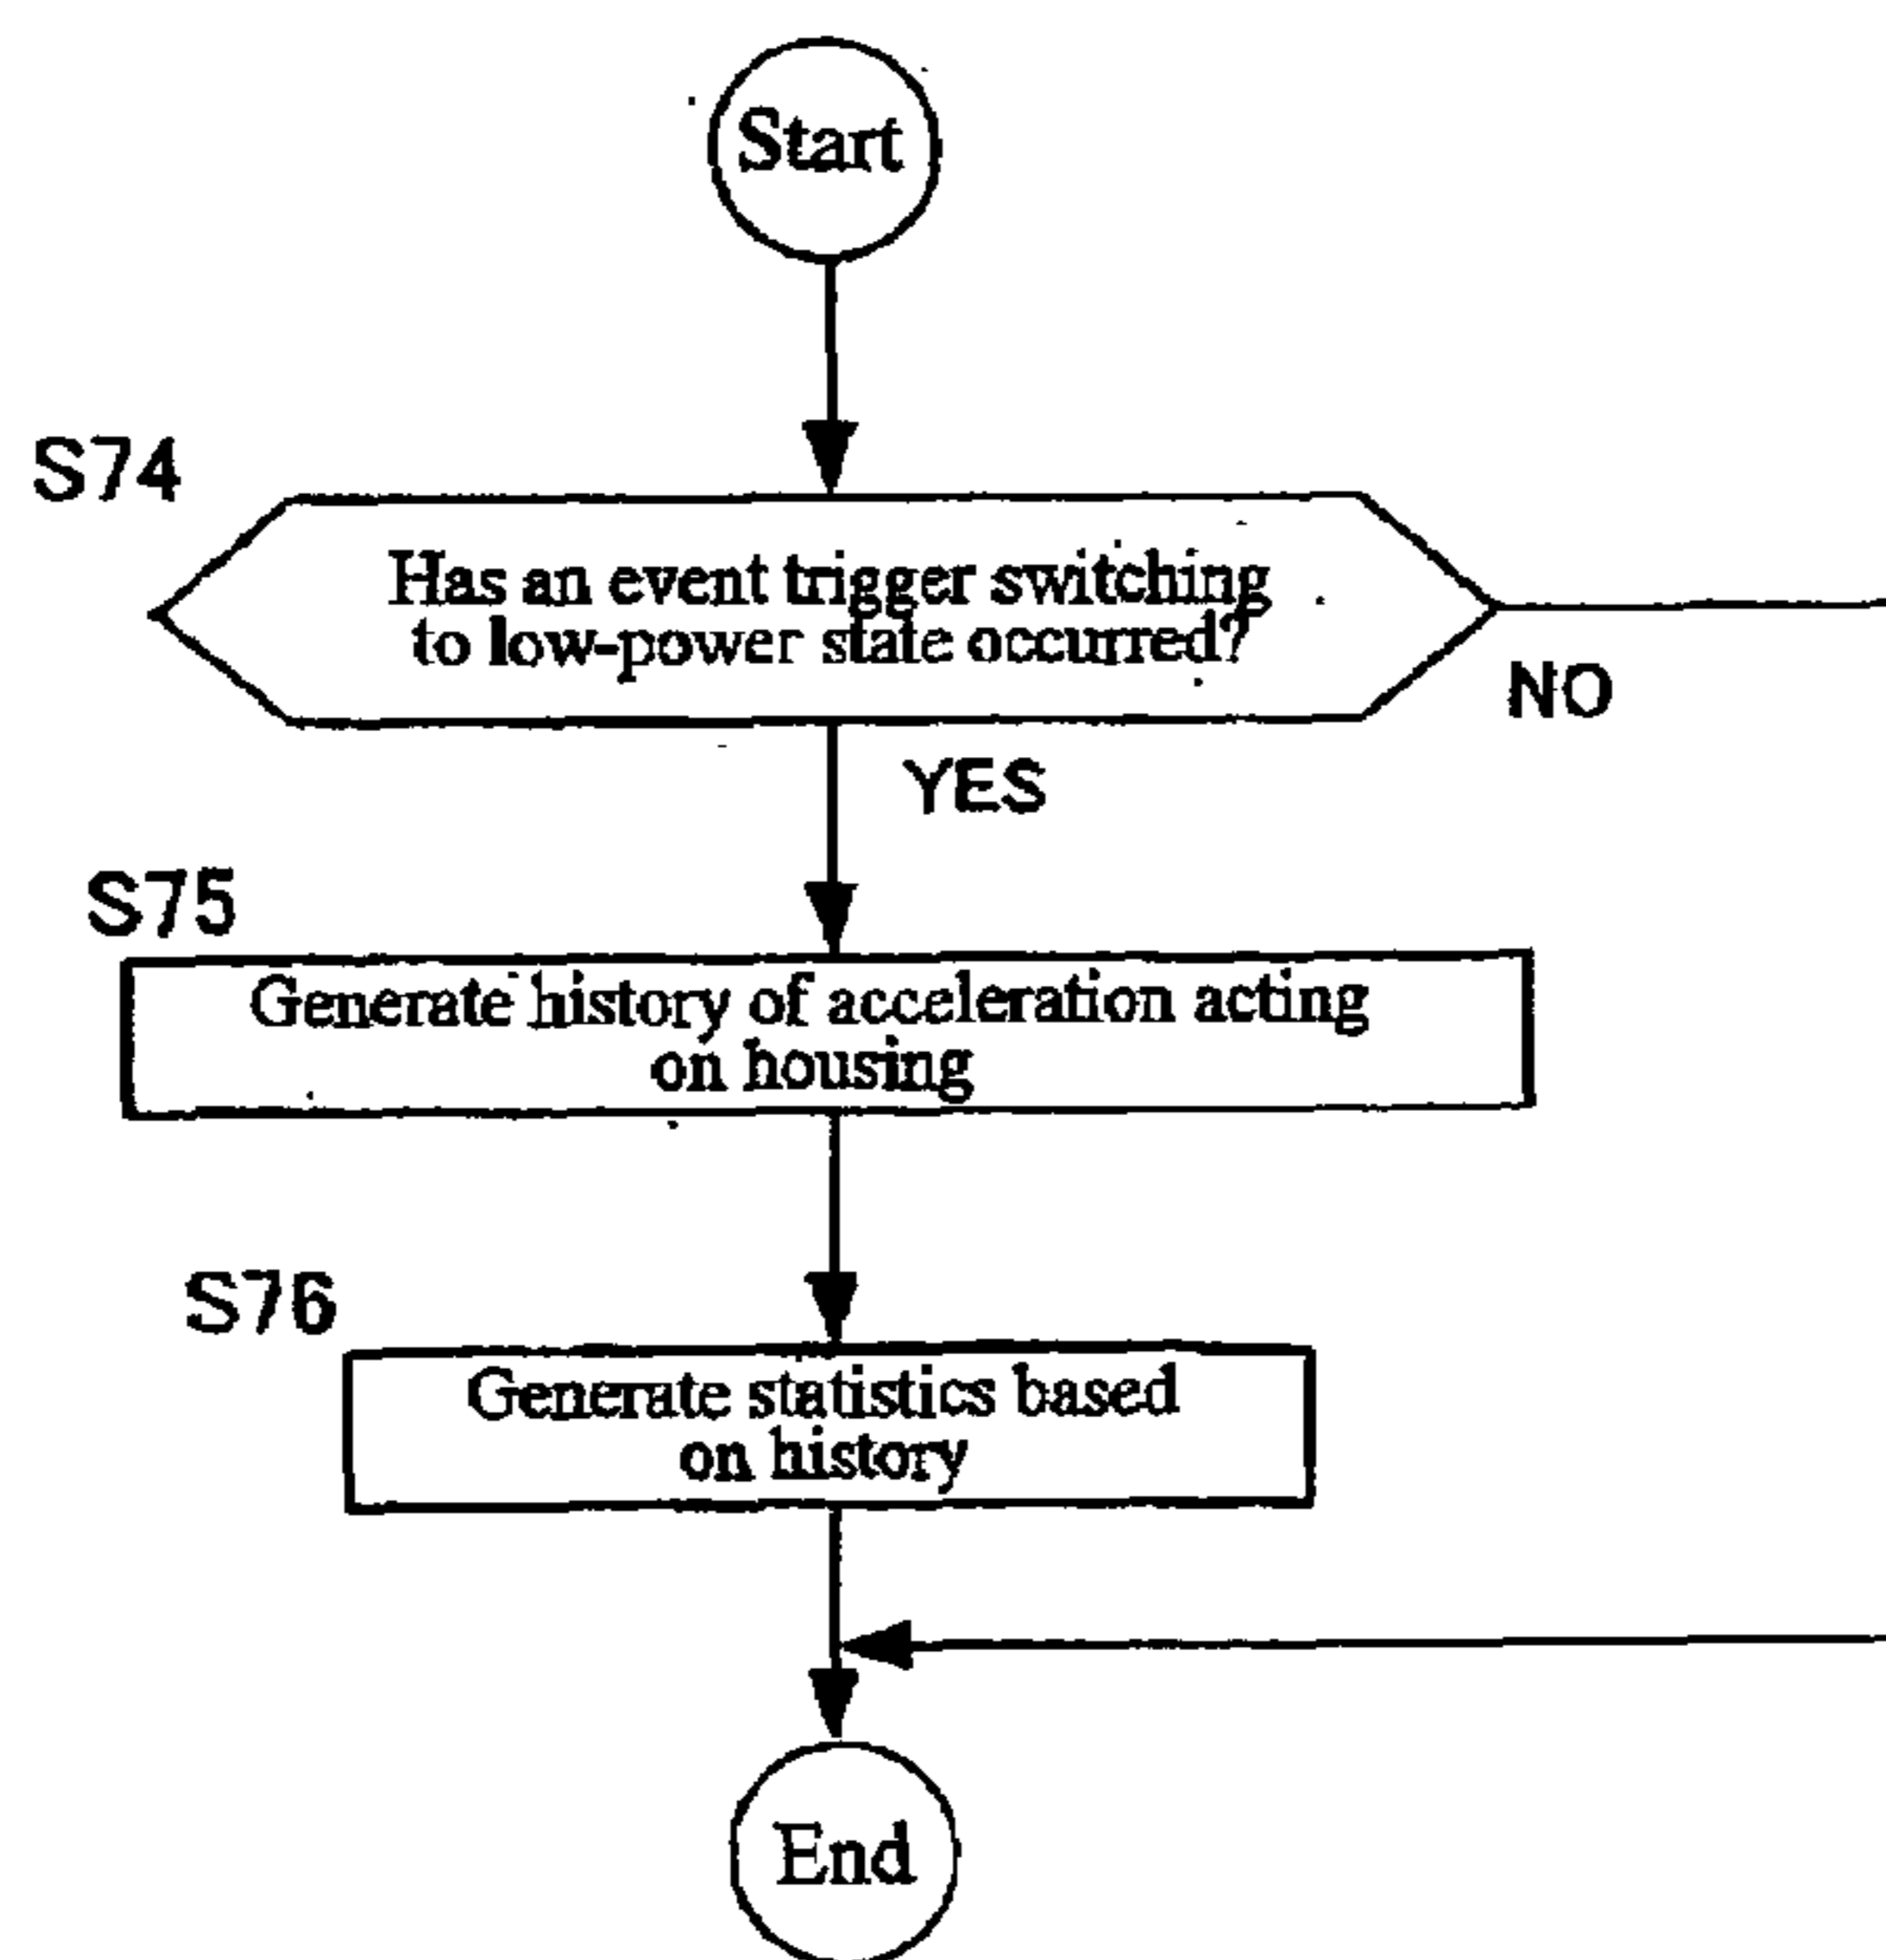 Start
S74
Has an event trigger switching
to low-power state occurred?
NO
YES
S75
Generate history of acceleration acting
on housing
S76
Generate statistics based
on history
End